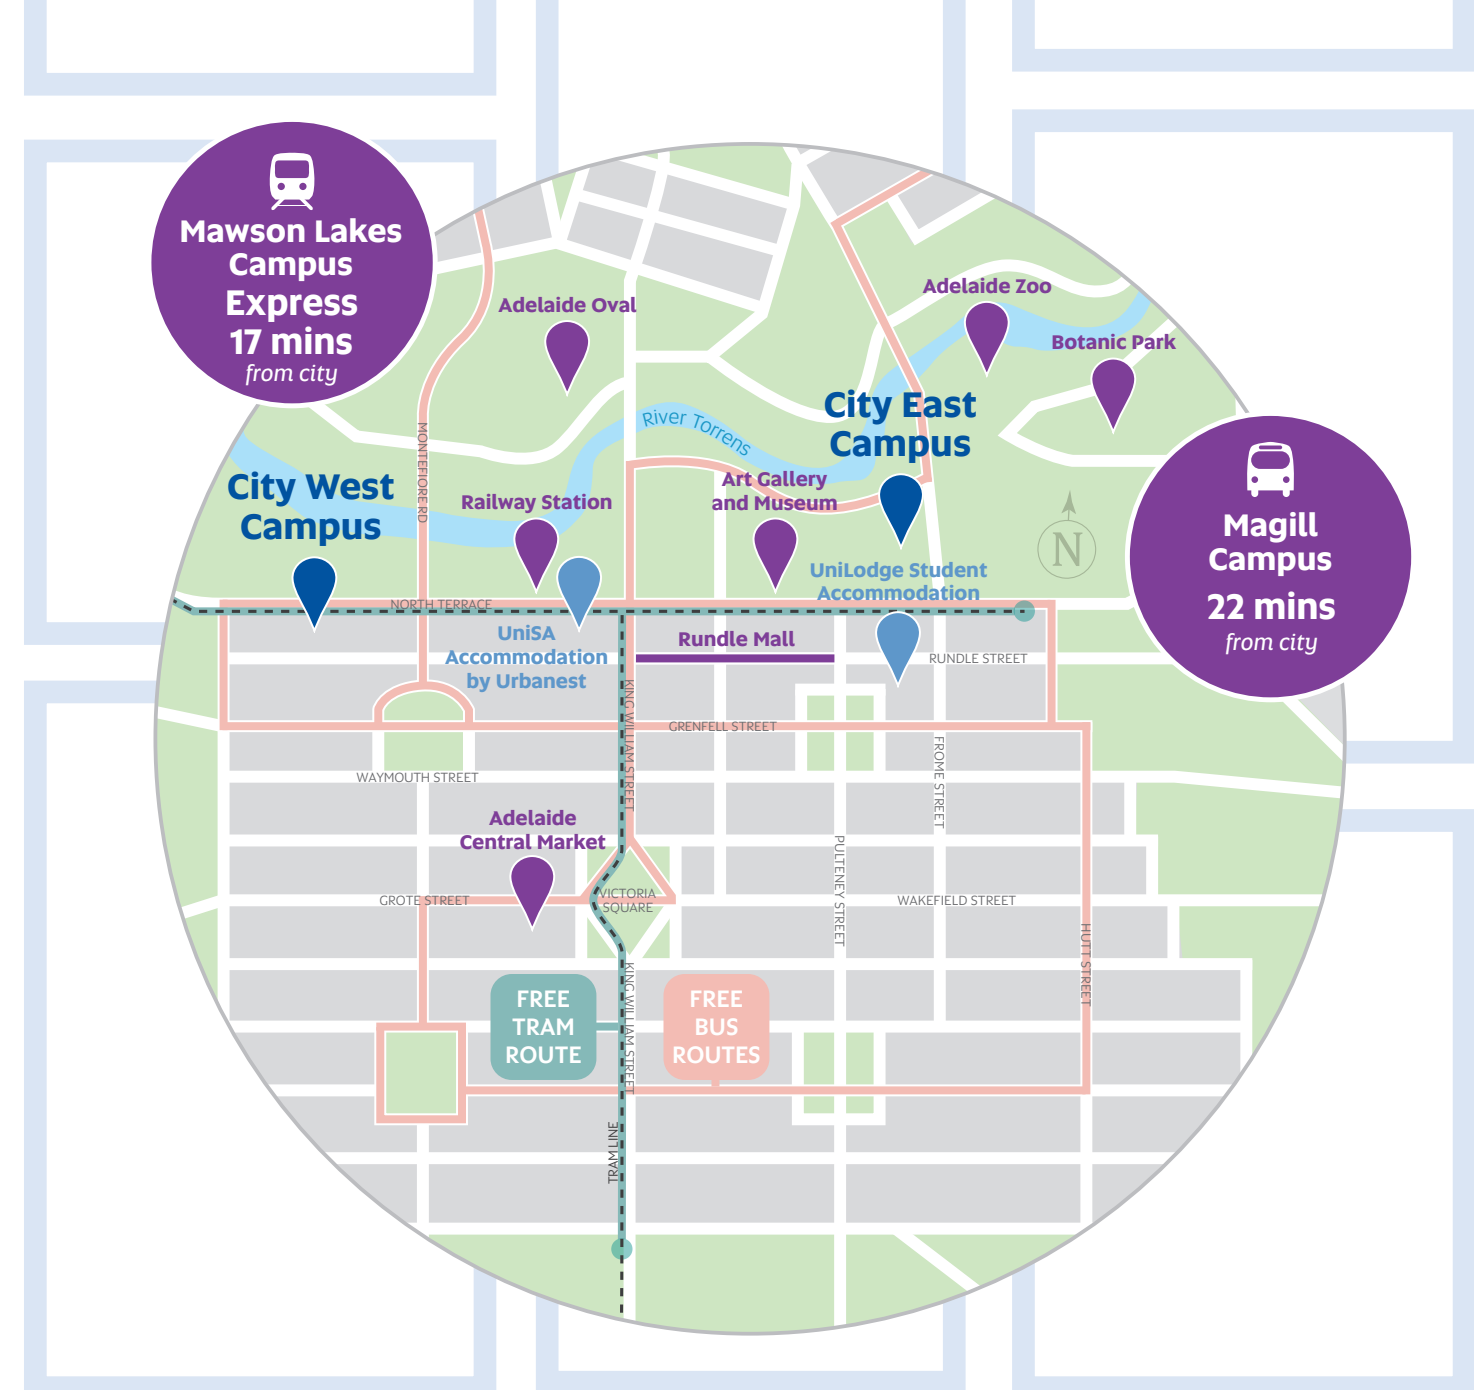 Mawson Lakes
Campus
Express
17 mins
from city
Adelaide Oval
Adelaide Zoo
Botanic Park
City East
Campus
River Torrens
MONTEFIORE RD
City West
Campus
Railway Station
Art Gallery
and Museum
N
Magill
Campus
22 mins
from city
UniLodge Student
Accommodation
NORTH TERRACE
UniSA
Accommodation
by Urbanest
Rundle Mall
RUNDLE STREET
KING WILLIAM STREET
GRENFELL STREET
FROME STREET
WAYMOUTH STREET
Adelaide
Central Market
PULTENEY STREET
GROTE STREET
VICTORIA
SQUARE
WAKEFIELD STREET
HUTT STREET
KING WILLIAM STREET
FREE
TRAM
ROUTE
FREE
BUS
ROUTES
TRAM LINE